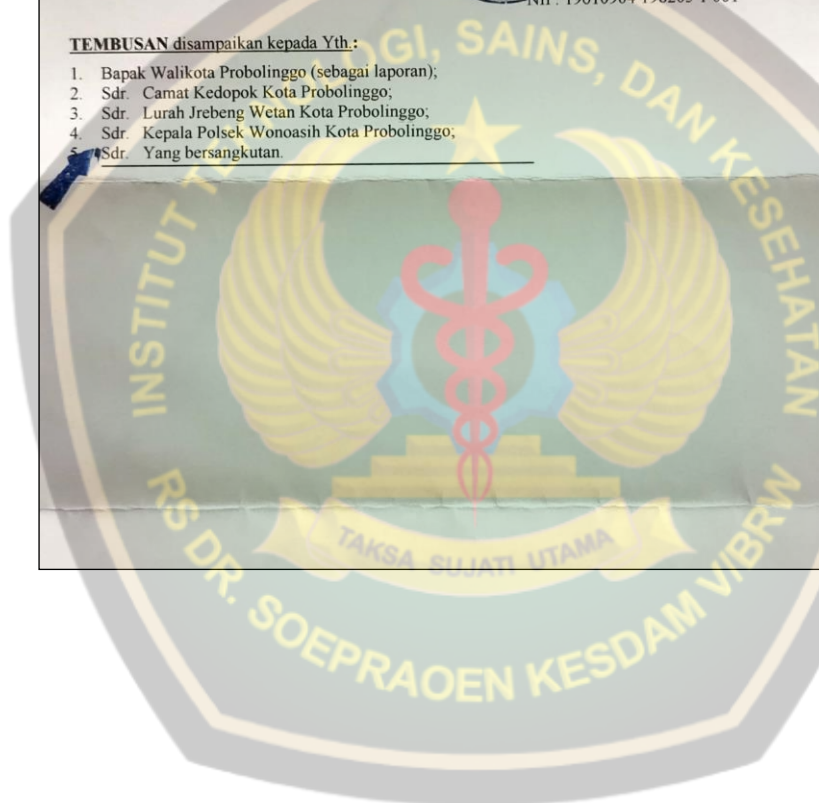 TEMBUSAN disampaikan kepada Yth.:
1. Bapak Walikota Probolinggo (sebagai laporan);
2. Sdr. Camat Kedopok Kota Probolinggo;
3. Sdr. Lurah Jrebeng Wetan Kota Probolinggo;
4. Sdr. Kepala Polsek Wonoasih Kota Probolinggo;
5. Sdr. Yang bersangkutan.
INSTITUT TEKNOLOGI, SAINS, DAN KESEHATAN
TAKSA SUJATI UTAMA
RS DR. SOEPRAOEN KESDAM V/BRW